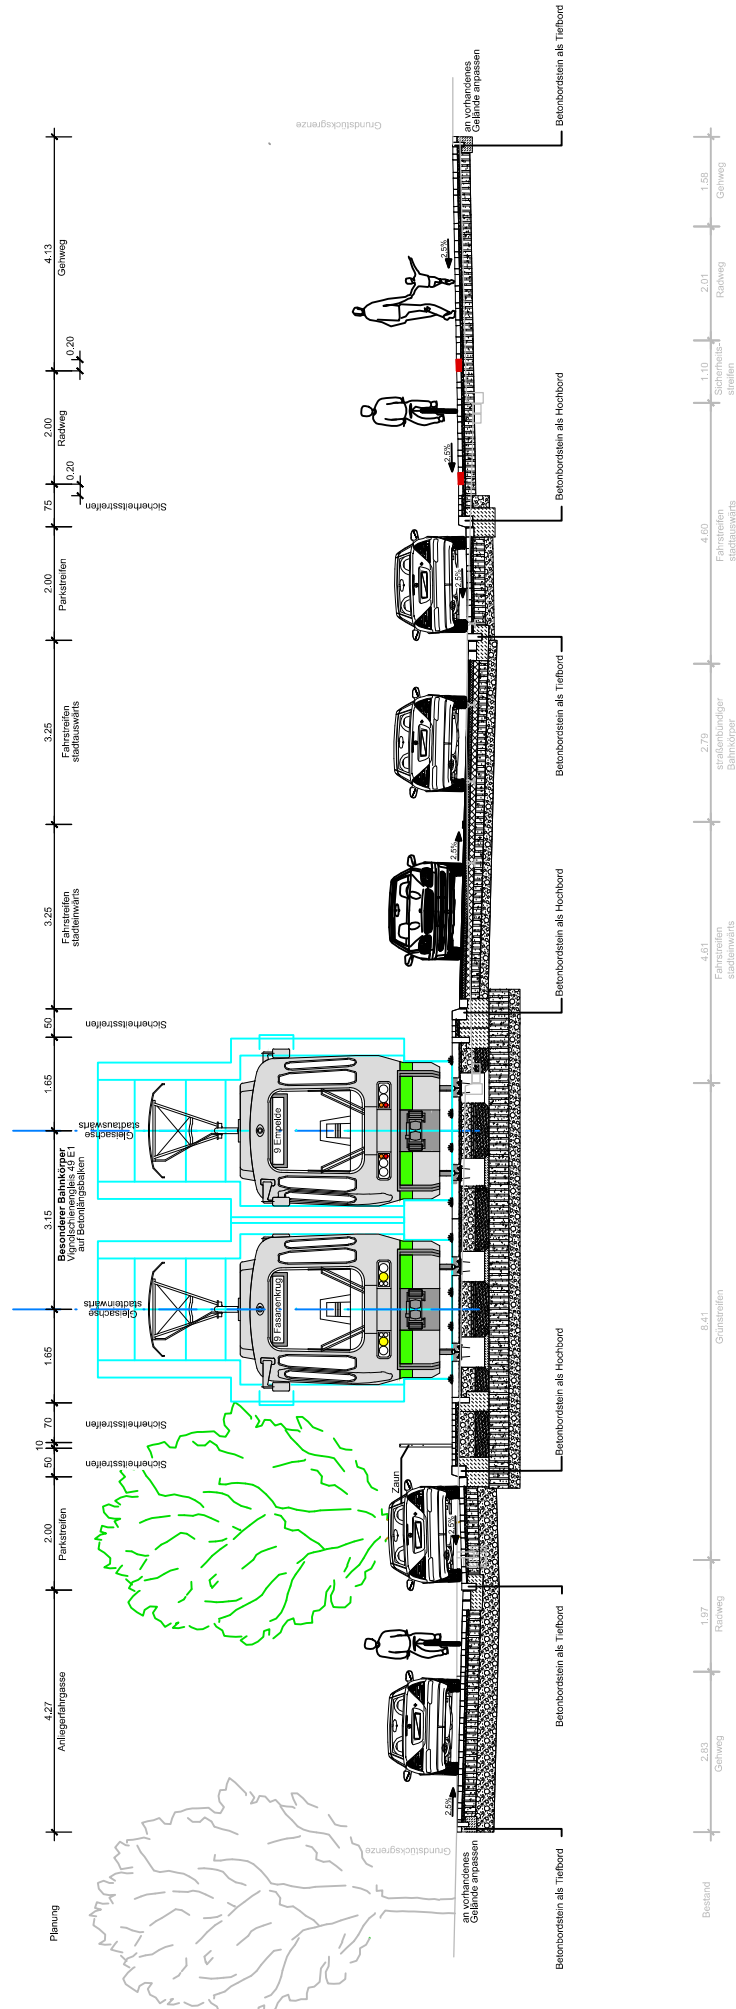 Planung
4.27
Anliegerfahrgasse
2.00
Parkstreifen
50
Sicherheitsstreifen
10
70
Sicherheitsstreifen
1.65
3.15
1.65
Gleisachse
stadteinwärts
Besonderer Bahnkörper
Vignolschienengleis 49 E1
auf Betonlängsbalken
Gleisachse
stadtauswärts
50
Sicherheitsstreifen
3.25
Fahrstreifen
stadteinwärts
3.25
Fahrstreifen
stadtauswärts
2.00
Parkstreifen
75
Sicherheitsstreifen
0.20
2.00
Radweg
0.20
4.13
Gehweg
Grundstücksgrenze
Grundstücksgrenze
Zaun
9 Fasanenkrug
9 Empelde
2,5%
2,5%
2,5%
2,5%
2,5%
2,5%
an vorhandenes
Gelände anpassen
an vorhandenes
Gelände anpassen
Betonbordstein als Tiefbord
Betonbordstein als Tiefbord
Betonbordstein als Hochbord
Betonbordstein als Hochbord
Betonbordstein als Tiefbord
Betonbordstein als Hochbord
Betonbordstein als Tiefbord
Bestand
2.83
Gehweg
1.97
Radweg
8.41
Grünstreifen
4.61
Fahrstreifen
stadteinwärts
2.79
straßenbündiger
Bahnkörper
4.60
Fahrstreifen
stadtauswärts
1.10
Sicherheits-
streifen
2.01
Radweg
1.58
Gehweg